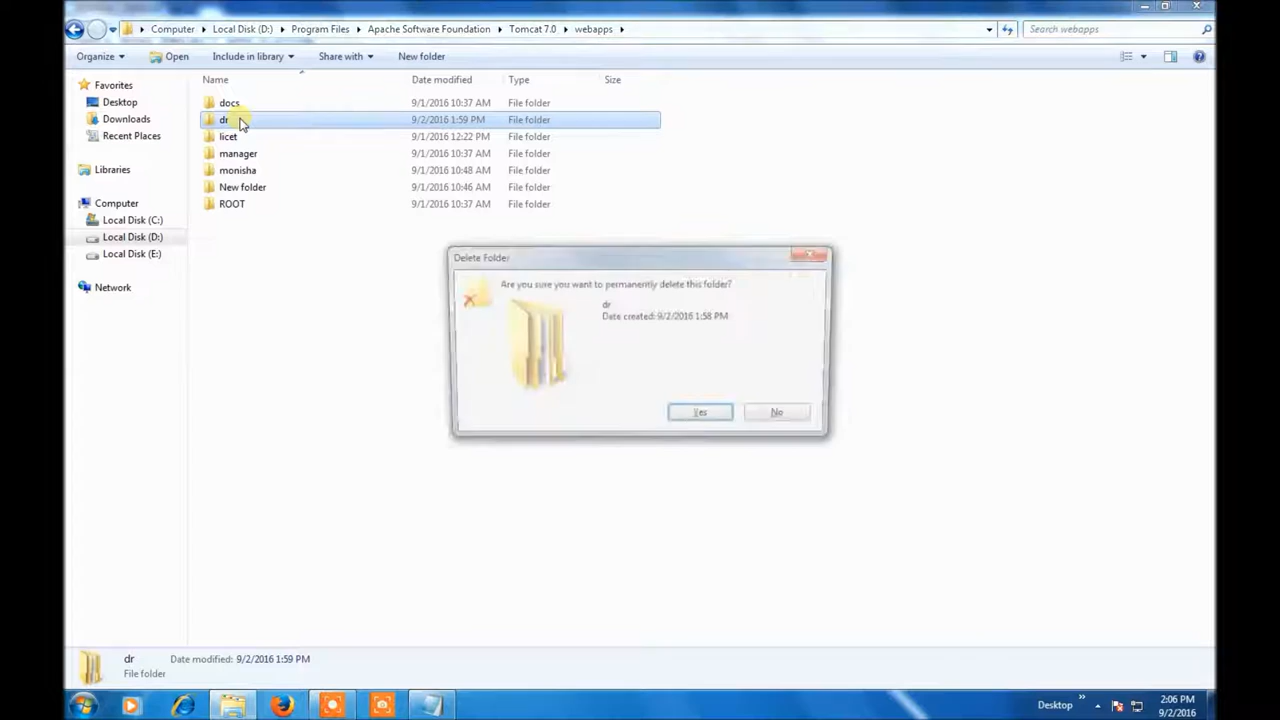 Computer Local Disk (D:) Program Files Apache Software Foundation Tomcat 7.0 webapps Search webapps
Organize Open Include in library Share with New folder
Name Date modified Type Size
Favorites
Desktop
Downloads
Recent Places
Libraries
Computer
Local Disk (C:)
Local Disk (D:)
Local Disk (E:)
Network
docs 9/1/2016 10:37 AM File folder
dr 9/2/2016 1:59 PM File folder
licet 9/1/2016 12:22 PM File folder
manager 9/1/2016 10:37 AM File folder
monisha 9/1/2016 10:48 AM File folder
New folder 9/1/2016 10:46 AM File folder
ROOT 9/1/2016 10:37 AM File folder
Delete Folder
Are you sure you want to permanently delete this folder?
dr
Date created: 9/2/2016 1:58 PM
Yes No
dr Date modified: 9/2/2016 1:59 PM
File folder
Desktop
2:06 PM
9/2/2016